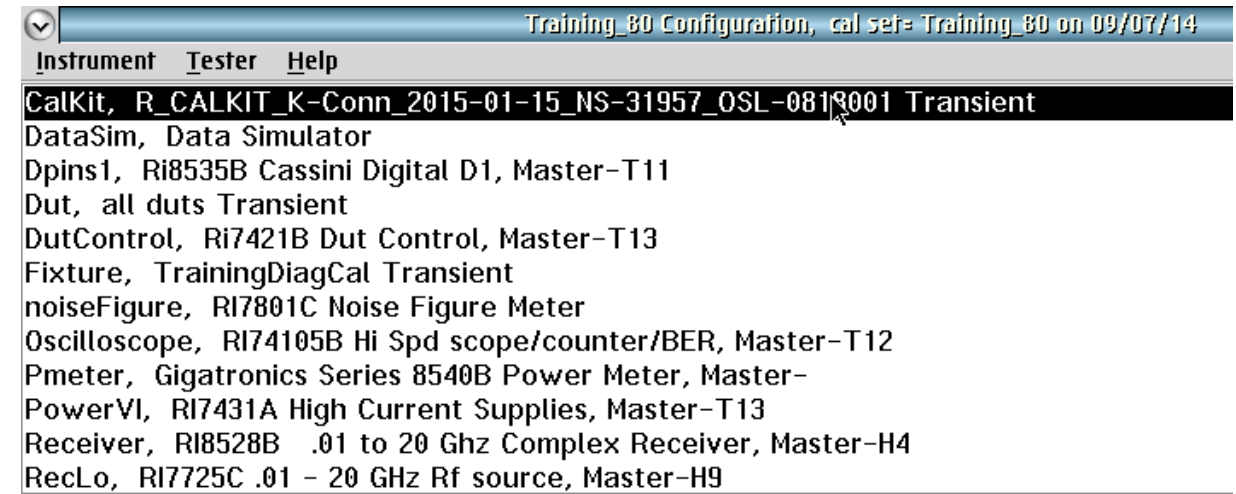 Training_80 Configuration, cal set= Training_80 on 09/07/14
Instrument Tester Help
CalKit, R_CALKIT_K-Conn_2015-01-15_NS-31957_OSL-0818001 Transient
DataSim, Data Simulator
Dpins1, Ri8535B Cassini Digital D1, Master-T11
Dut, all duts Transient
DutControl, Ri7421B Dut Control, Master-T13
Fixture, TrainingDiagCal Transient
noiseFigure, RI7801C Noise Figure Meter
Oscilloscope, RI74105B Hi Spd scope/counter/BER, Master-T12
Pmeter, Gigatronics Series 8540B Power Meter, Master-
PowerVI, RI7431A High Current Supplies, Master-T13
Receiver, RI8528B .01 to 20 Ghz Complex Receiver, Master-H4
RecLo, RI7725C .01 - 20 GHz Rf source, Master-H9